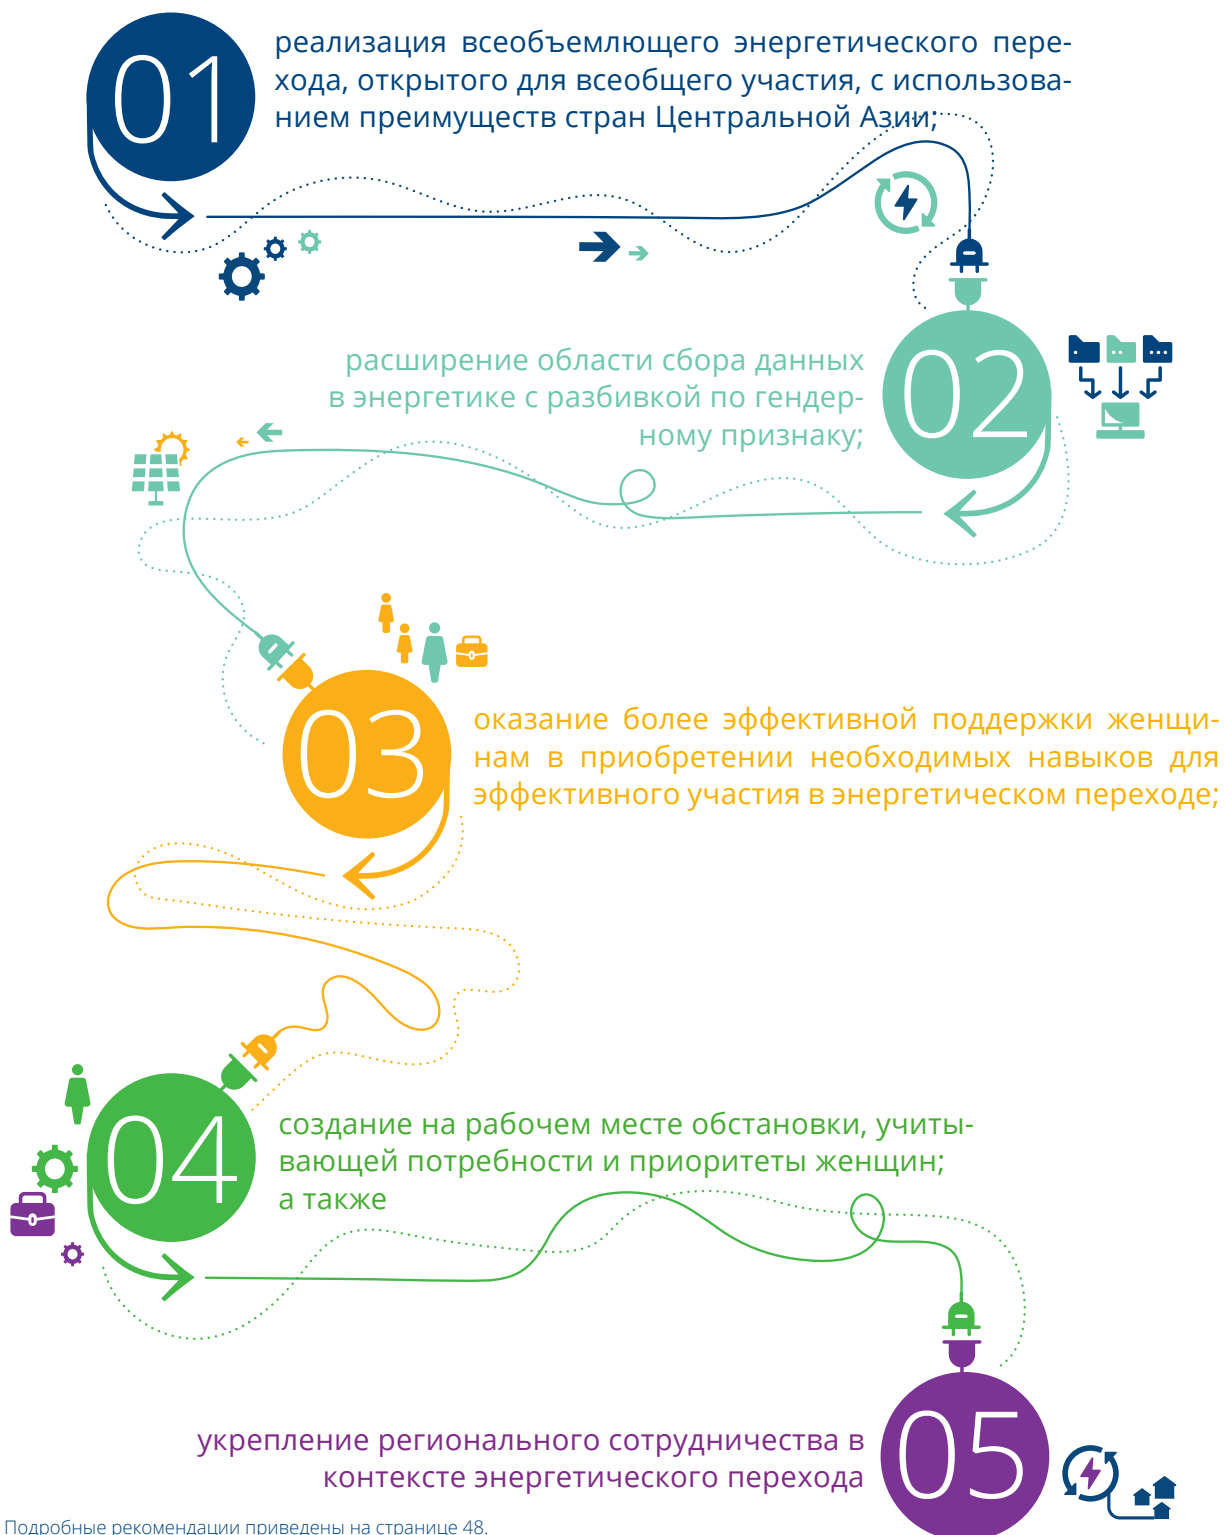 01
реализация всеобъемлющего энергетического пере-
хода, открытого для всеобщего участия, с использова-
нием преимуществ стран Центральной Азии;
02
расширение области сбора данных
в энергетике с разбивкой по гендер-
ному признаку;
03
оказание более эффективной поддержки женщи-
нам в приобретении необходимых навыков для
эффективного участия в энергетическом переходе;
04
создание на рабочем месте обстановки, учиты-
вающей потребности и приоритеты женщин;
а также
05
укрепление регионального сотрудничества в
контексте энергетического перехода
Подробные рекомендации приведены на странице 48.